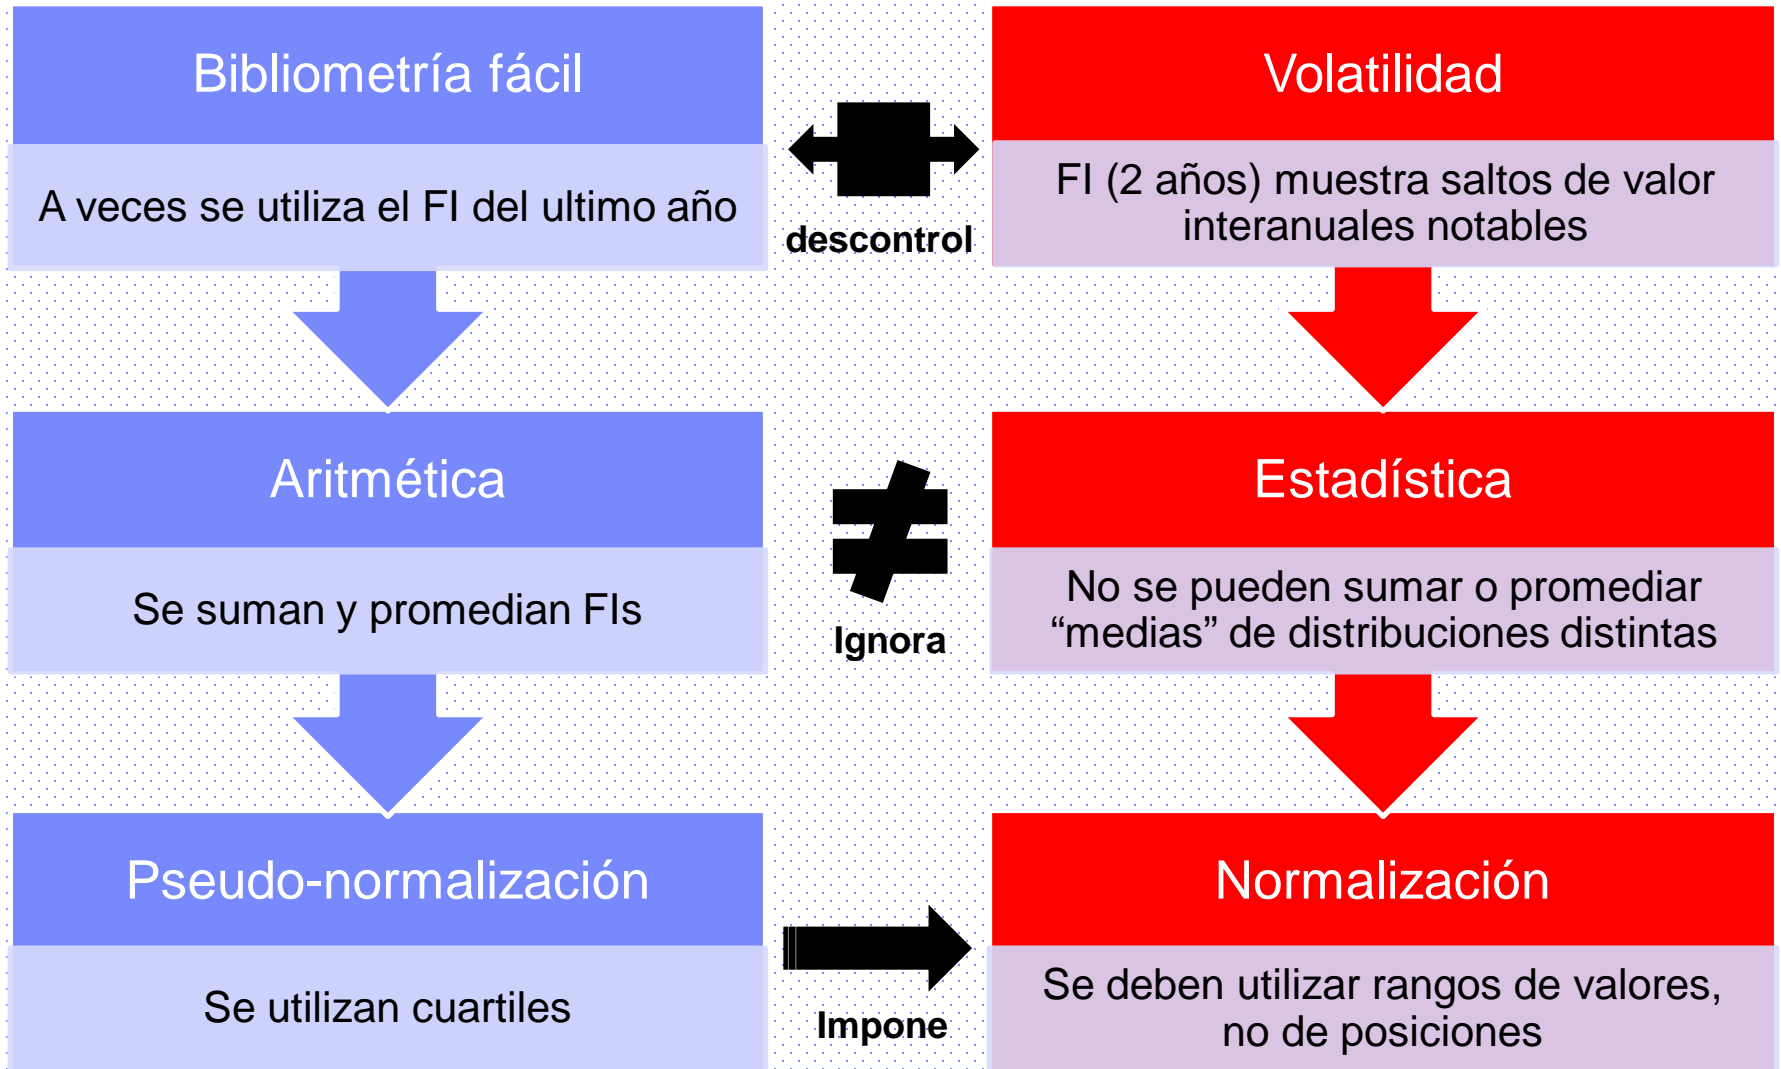 Bibliometría fácil
A veces se utiliza el FI del ultimo año
descontrol
Volatilidad
FI (2 años) muestra saltos de valor
interanuales notables
Aritmética
Se suman y promedian FIs
Ignora
Estadística
No se pueden sumar o promediar
“medias” de distribuciones distintas
Pseudo-normalización
Se utilizan cuartiles
Impone
Normalización
Se deben utilizar rangos de valores,
no de posiciones